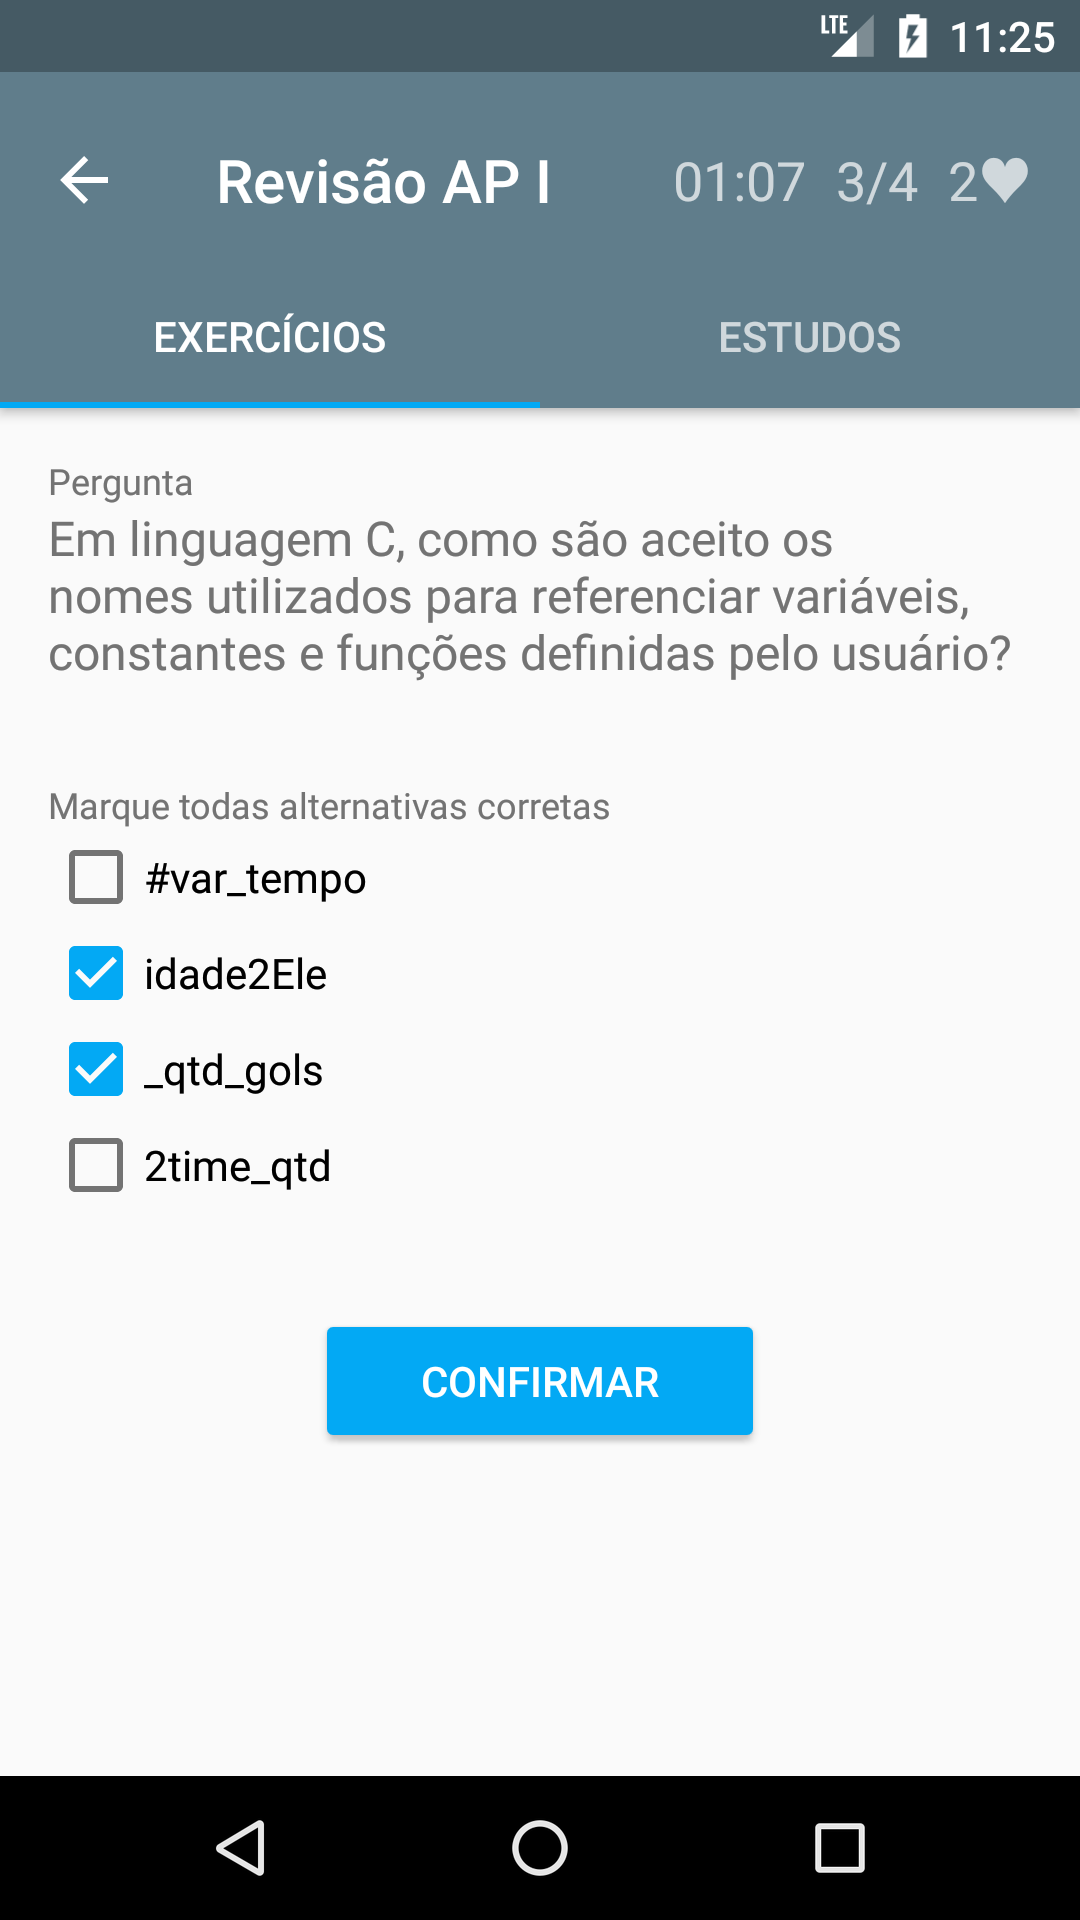 LTE 11:25
Revisão AP I 01:07 3/4 2♥
EXERCÍCIOS ESTUDOS
Pergunta
Em linguagem C, como são aceito os
nomes utilizados para referenciar variáveis,
constantes e funções definidas pelo usuário?
Marque todas alternativas corretas
#var_tempo
idade2Ele
_qtd_gols
2time_qtd
CONFIRMAR